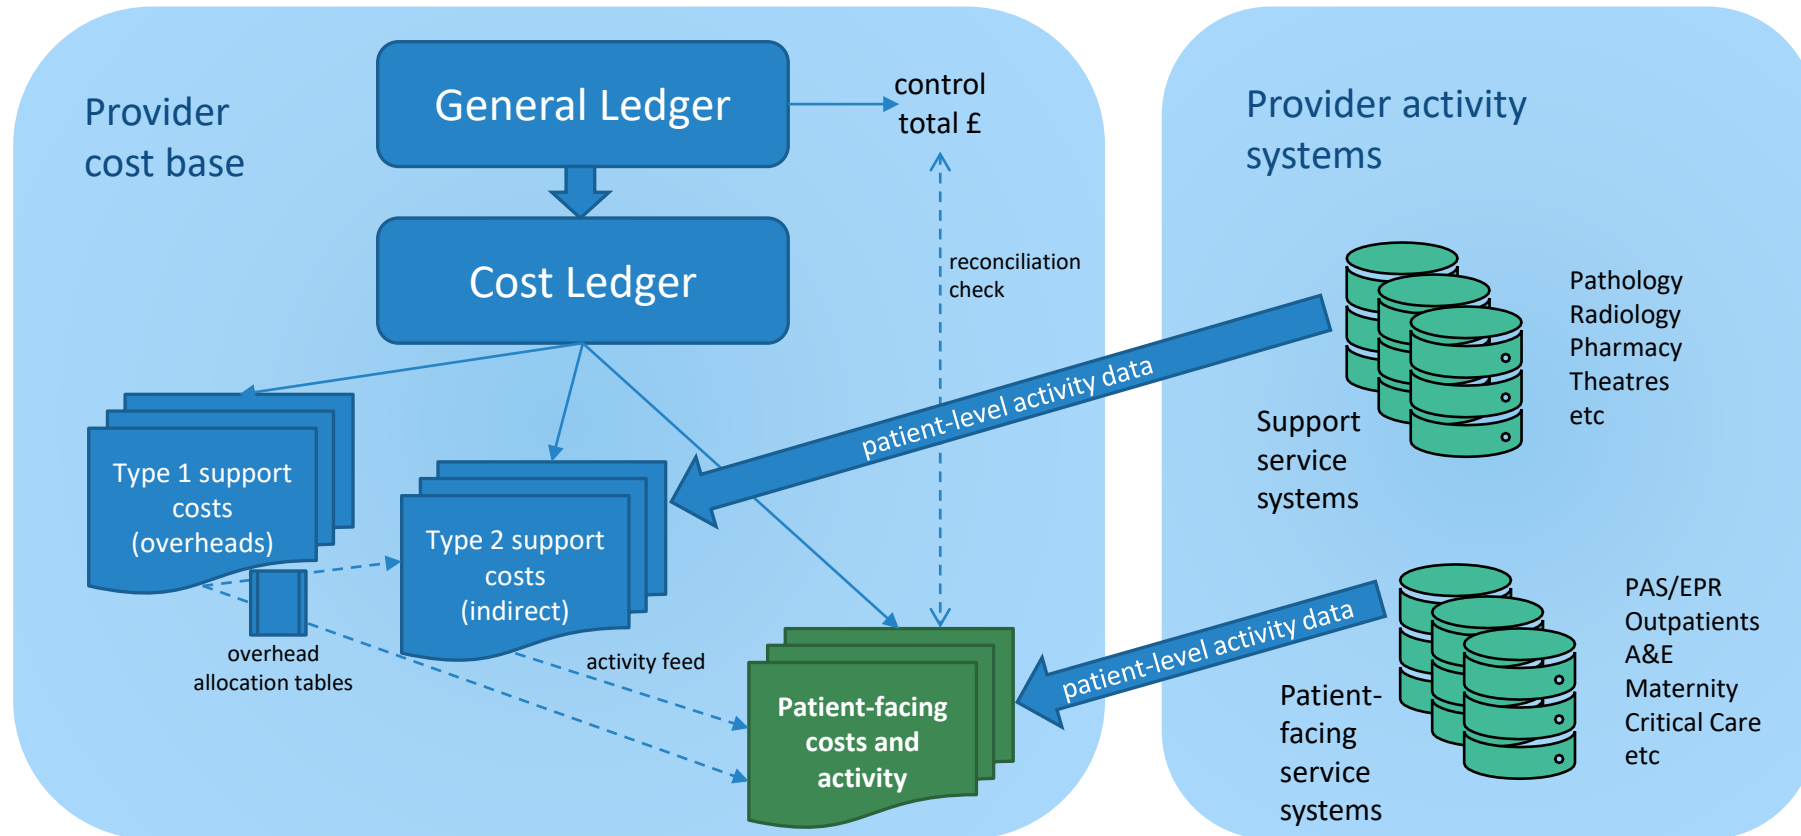 Provider
cost base
General Ledger
control
total £
Cost Ledger
reconciliation
check
Type 1 support
costs
(overheads)
Type 2 support
costs
(indirect)
overhead
allocation tables
activity feed
Patient-facing
costs and
activity
patient-level activity data
patient-level activity data
Provider activity
systems
Pathology
Radiology
Pharmacy
Theatres
etc
Support
service
systems
PAS/EPR
Outpatients
A&E
Maternity
Critical Care
etc
Patient-
facing
service
systems